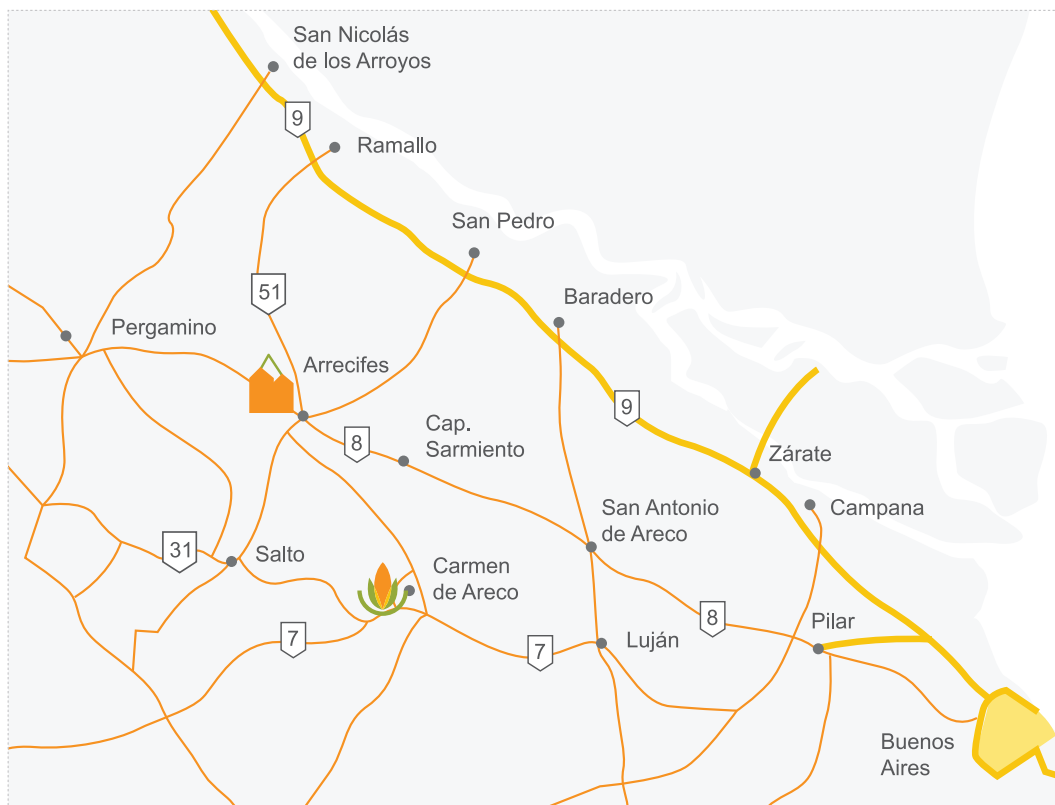 San Nicolás
de los Arroyos
9
Ramallo
San Pedro
51
Baradero
Pergamino
Arrecifes
9
Cap.
Sarmiento
8
Zárate
San Antonio
de Areco
Campana
31
Salto
Carmen
de Areco
8
Pilar
7
7
Luján
Buenos
Aires